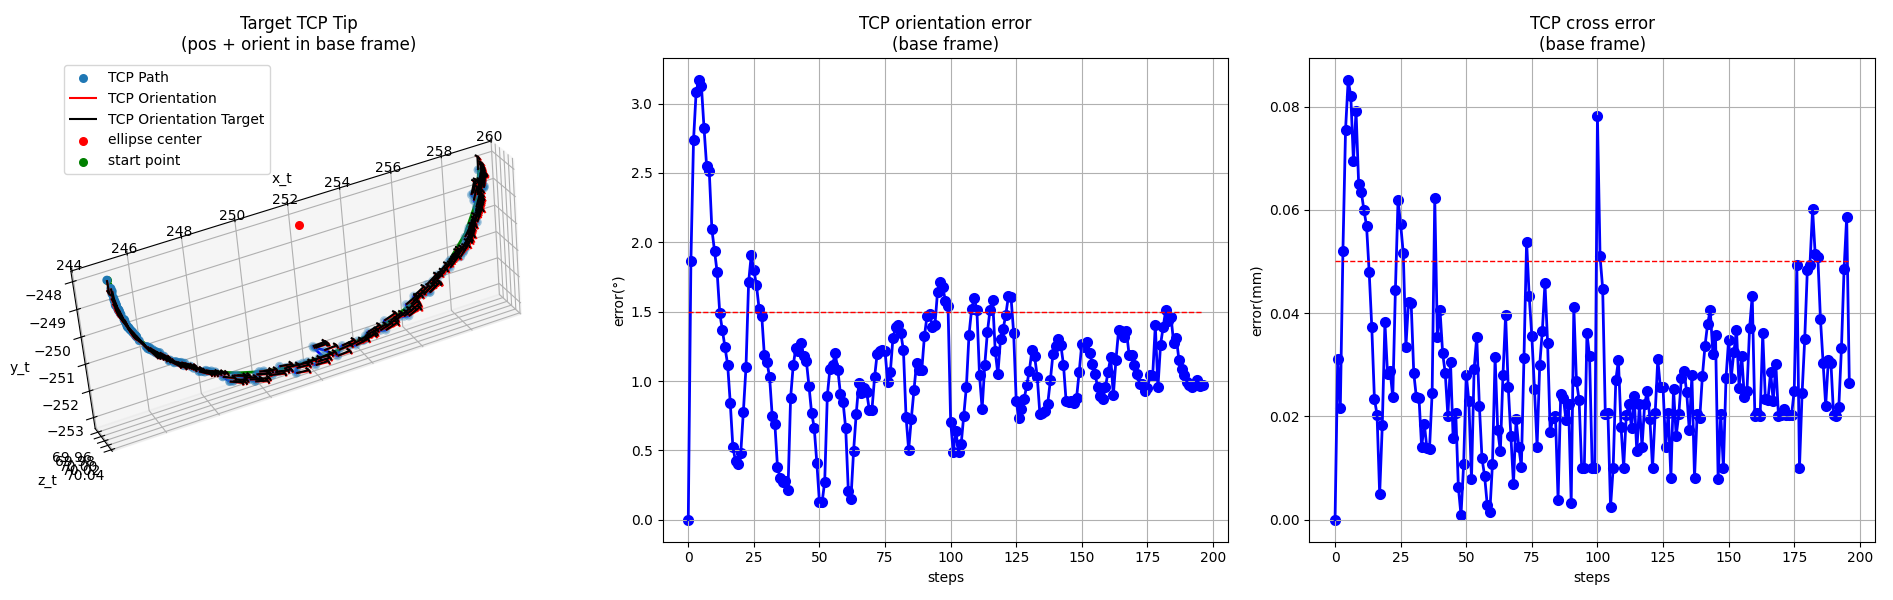 Target TCP Tip
(pos + orient in base frame)
TCP Path
TCP Orientation
TCP Orientation Target
ellipse center
start point
x_t
244
246
248
250
252
254
256
258
260
y_t
−248
−249
−250
−251
−252
−253
z_t
69.96
70.04
TCP orientation error
(base frame)
error(°)
3.0
2.5
2.0
1.5
1.0
0.5
0.0
0
25
50
75
100
125
150
175
200
steps
TCP cross error
(base frame)
error(mm)
0.08
0.06
0.04
0.02
0.00
0
25
50
75
100
125
150
175
200
steps